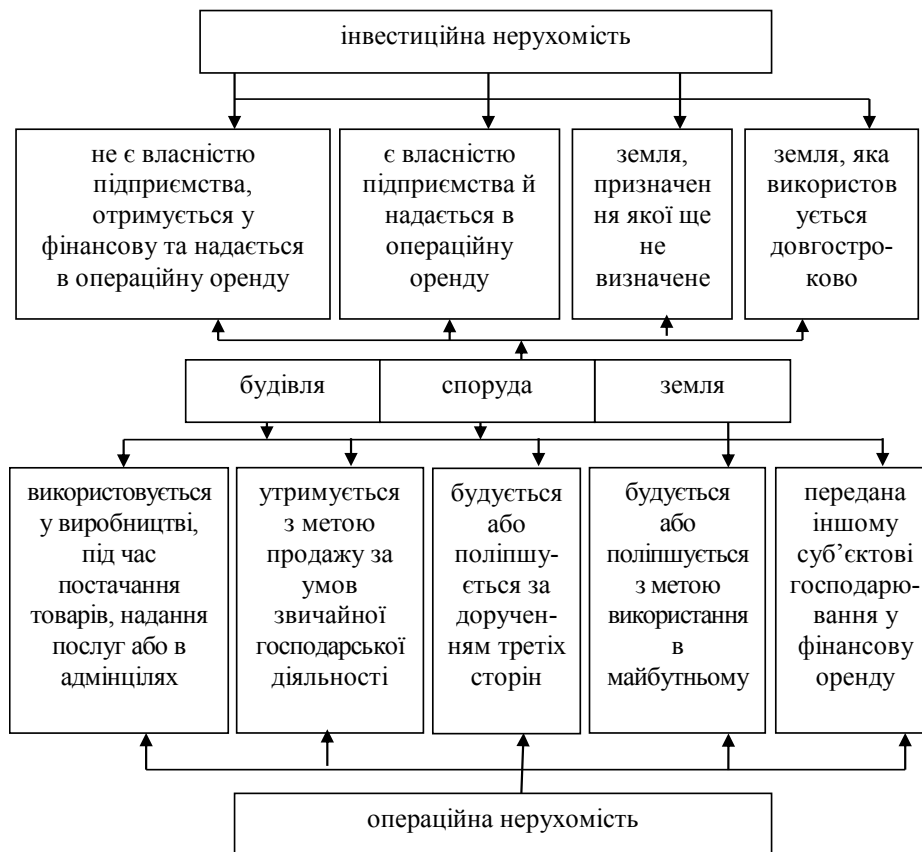 інвестиційна нерухомість
не є власністю
підприємства,
отримується у
фінансову та надається
в операційну оренду
є власністю
підприємства й
надається в
операційну
оренду
земля,
призначен
ня якої ще
не
визначене
земля, яка
використов
ується
довгостро-
ково
будівля
споруда
земля
використовується
у виробництві,
під час
постачання
товарів, надання
послуг або в
адмінцілях
утримується
з метою
продажу за
умов
звичайної
господарської
діяльності
будується
або
поліпшу-
ється за
доручен-
ням третіх
сторін
будується
або
поліпшується
з метою
використання
в
майбутньому
передана
іншому
суб’єктові
господарю-
вання у
фінансову
оренду
операційна нерухомість